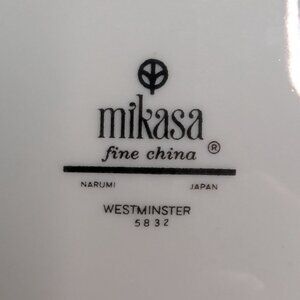 mikasa
fine china ®
NARUMI JAPAN
WESTMINSTER
5832